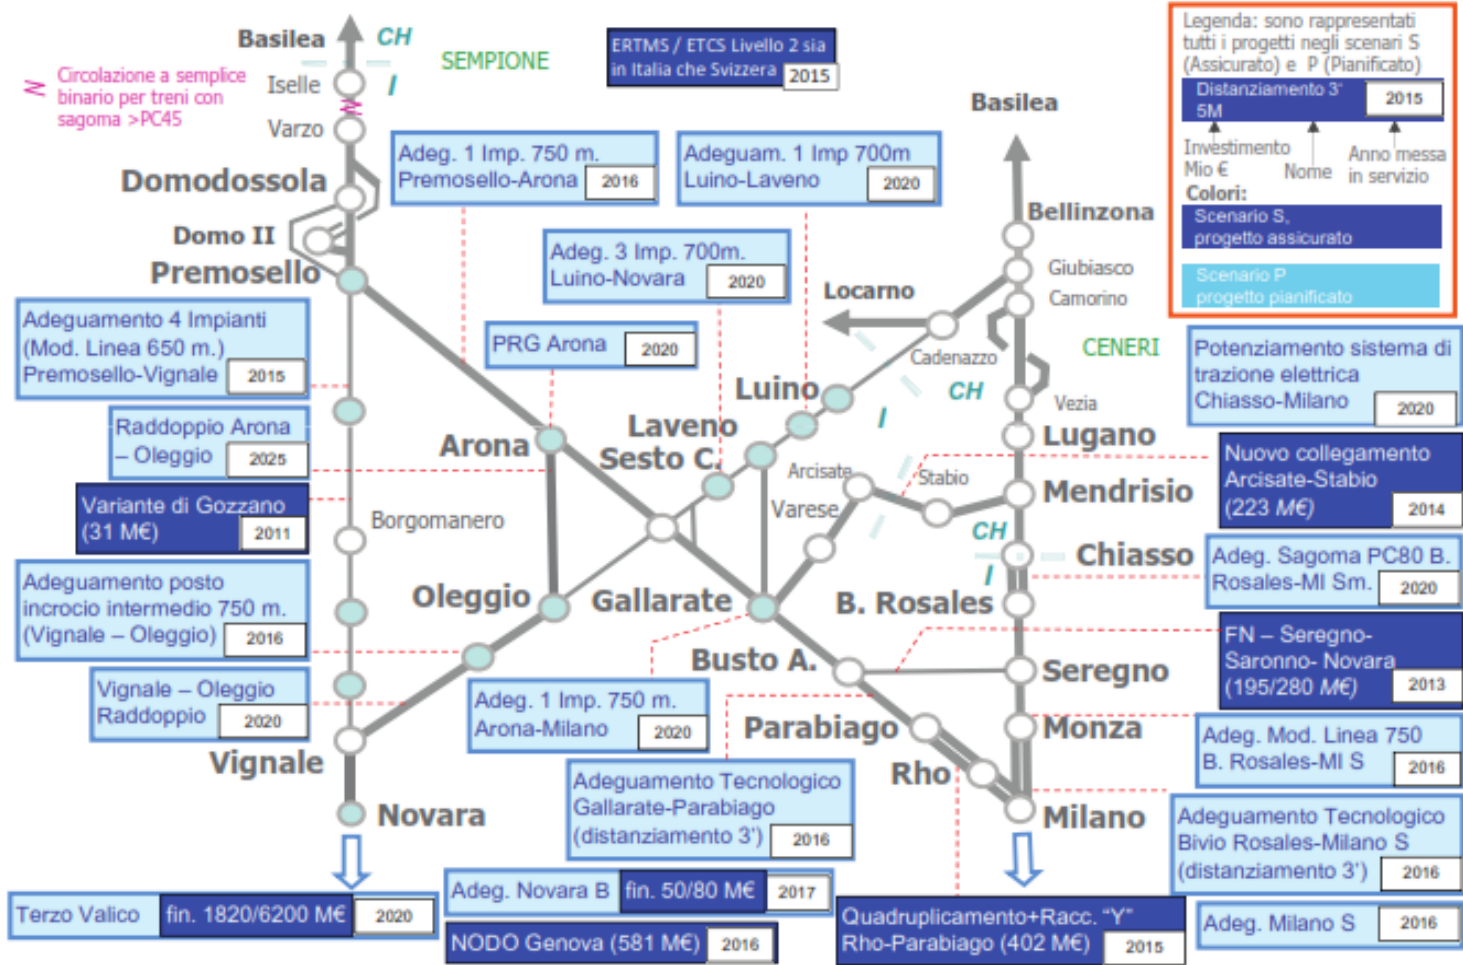 Basilea
CH
SEMPIONE
I
Circolazione a semplice
binario per treni con
sagoma >PC45
Iselle
Varzo
Domodossola
Domo II
Premosello
ERTMS / ETCS Livello 2 sia
in Italia che Svizzera 2015
Legenda: sono rappresentati
tutti i progetti negli scenari S
(Assicurato) e P (Pianificato)
Distanziamento 3'
5M
2015
Investimento
Mio €
Nome
Anno messa
in servizio
Colori:
Scenario S,
progetto assicurato
Scenario P
progetto pianificato
Adeg. 1 Imp. 750 m.
Premosello-Arona 2016
Adeguam. 1 Imp 700m
Luino-Laveno
2020
Adeg. 3 Imp. 700m.
Luino-Novara 2020
PRG Arona 2020
Basilea
Bellinzona
Giubiasco
Camorino
Locarno
Cadenazzo
CENERI
CH
I
Vezia
Lugano
Luino
Laveno
Sesto C.
Arcisate
Stabio
Varese
Mendrisio
CH
I
Chiasso
B. Rosales
Seregno
Monza
Milano
Adeguamento 4 Impianti
(Mod. Linea 650 m.)
Premosello-Vignale 2015
Raddoppio Arona
– Oleggio 2025
Variante di Gozzano
(31 M€) 2011
Adeguamento posto
incrocio intermedio 750 m.
(Vignale – Oleggio) 2016
Vignale – Oleggio
Raddoppio 2020
Arona
Borgomanero
Oleggio
Gallarate
Busto A.
Parabiago
Rho
Vignale
Novara
Potenziamento sistema di
trazione elettrica
Chiasso-Milano 2020
Nuovo collegamento
Arcisate-Stabio
(223 M€) 2014
Adeg. Sagoma PC80 B.
Rosales-MI Sm. 2020
FN – Seregno-
Saronno- Novara
(195/280 M€) 2013
Adeg. Mod. Linea 750
B. Rosales-MI S 2016
Adeguamento Tecnologico
Bivio Rosales-Milano S
(distanziamento 3') 2016
Adeg. Milano S 2016
Adeg. 1 Imp. 750 m.
Arona-Milano 2020
Adeguamento Tecnologico
Gallarate-Parabiago
(distanziamento 3') 2016
Terzo Valico fin. 1820/6200 M€ 2020
Adeg. Novara B fin. 50/80 M€ 2017
NODO Genova (581 M€) 2016
Quadruplicamento+Racc. "Y"
Rho-Parabiago (402 M€) 2015